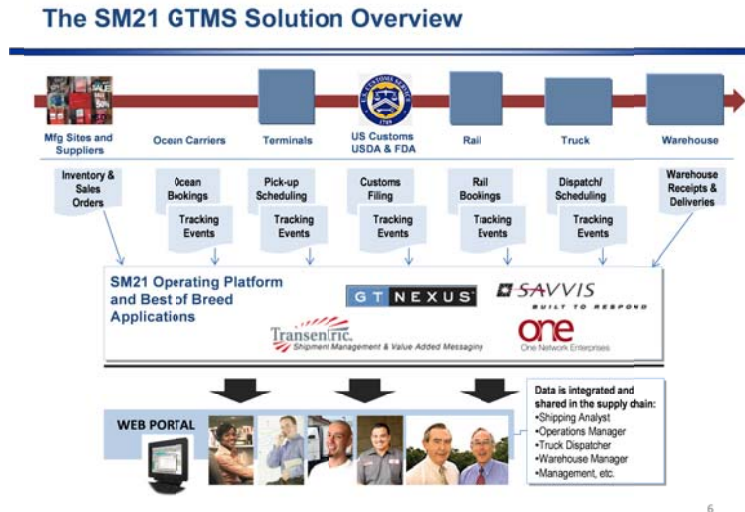 The SM21 GTMS Solution Overview
Mfg Sites and
Suppliers
Ocean Carriers
Terminals
US Customs
USDA & FDA
Rail
Truck
Warehouse
Inventory &
Sales
Orders
Ocean
Bookings
Tracking
Events
Pick-up
Scheduling
Tracking
Events
Customs
Filing
Tracking
Events
Rail
Bookings
Tracking
Events
Dispatch/
Scheduling
Tracking
Events
Warehouse
Receipts &
Deliveries
SM21 Operating Platform
and Best of Breed
Applications
GT NEXUS
SAVVIS
BUILT TO RESPOND
Transentric.
Shipment Management & Value Added Messaging
one
One Network Enterprises
WEB PORTAL
Data is integrated and
shared in the supply chain:
•Shipping Analyst
•Operations Manager
•Truck Dispatcher
•Warehouse Manager
•Management, etc.
6